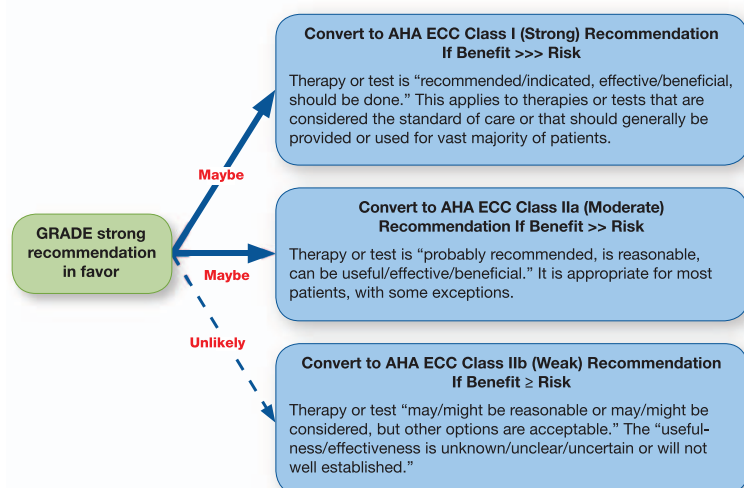 Convert to AHA ECC Class I (Strong) Recommendation
If Benefit >>> Risk
Therapy or test is “recommended/indicated, effective/beneficial,
should be done.” This applies to therapies or tests that are
considered the standard of care or that should generally be
provided or used for vast majority of patients.
Maybe
Convert to AHA ECC Class IIa (Moderate)
Recommendation If Benefit >> Risk
Therapy or test is “probably recommended, is reasonable,
can be useful/effective/beneficial.” It is appropriate for most
patients, with some exceptions.
GRADE strong
recommendation
in favor
Maybe
Unlikely
Convert to AHA ECC Class IIb (Weak) Recommendation
If Benefit ≥ Risk
Therapy or test “may/might be reasonable or may/might be
considered, but other options are acceptable.” The “useful-
ness/effectiveness is unknown/unclear/uncertain or will not
well established.”